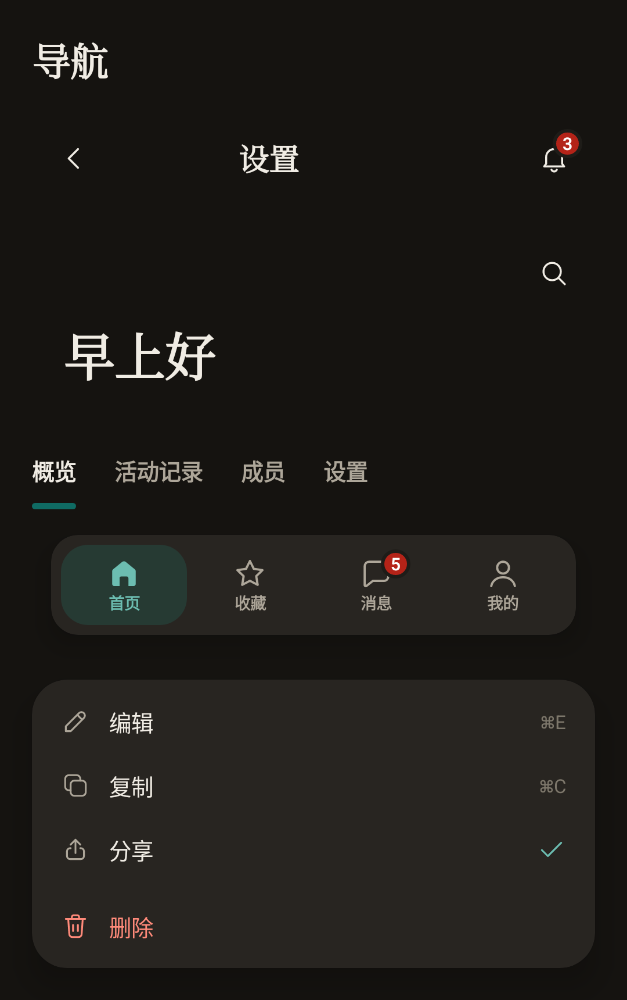 导航
设置 3
早上好
概览 活动记录 成员 设置
5
首页 收藏 消息 我的
编辑 ⌘E
复制 ⌘C
分享
删除